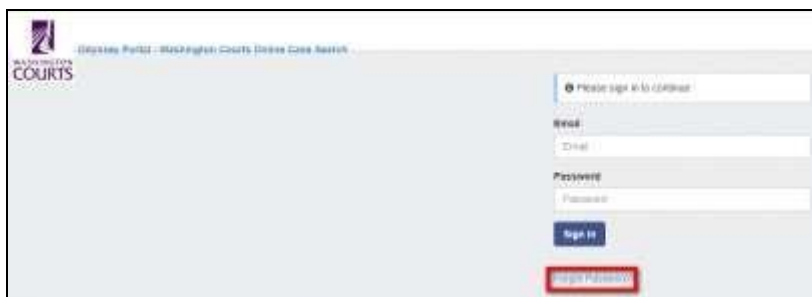 Odyssey Portal - Washington Courts Online Case Search
WASHINGTON
COURTS
Please sign in to continue
Email
Email
Password
Password
Sign In
Forgot Password